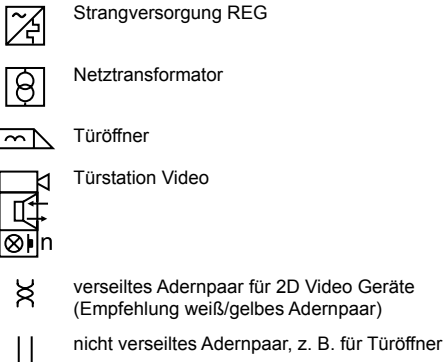 Strangversorgung REG
Netztransformator
Türöffner
Türstation Video
n
verseiltes Adernpaar für 2D Video Geräte
(Empfehlung weiß/gelbes Adernpaar)
nicht verseiltes Adernpaar, z. B. für Türöffner